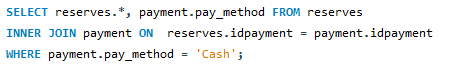 SELECT reserves.*, payment.pay_method FROM reserves
INNER JOIN payment ON  reserves.idpayment = payment.idpayment
WHERE payment.pay_method = 'Cash';